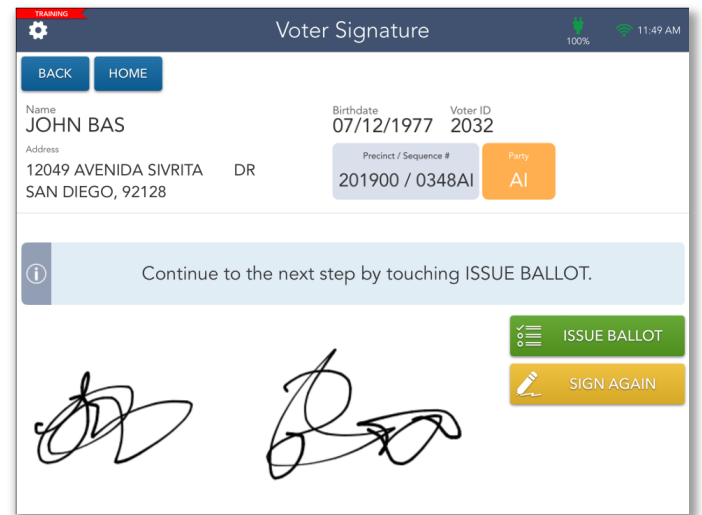 TRAINING
Voter Signature
100%
11:49 AM
BACK
HOME
Name
JOHN BAS
Birthdate
07/12/1977
Voter ID
2032
Address
12049 AVENIDA SIVRITA DR
SAN DIEGO, 92128
Precinct / Sequence #
201900 / 0348AI
Party
AI
Continue to the next step by touching ISSUE BALLOT.
ISSUE BALLOT
SIGN AGAIN